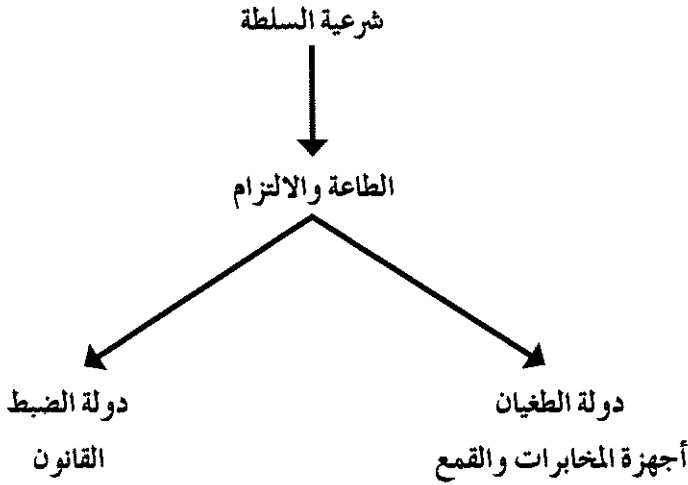 شرعية السلطة
الطاعة والالتزام
دولة الطغيان
أجهزة المخابرات والقمع
دولة الضبط
القانون